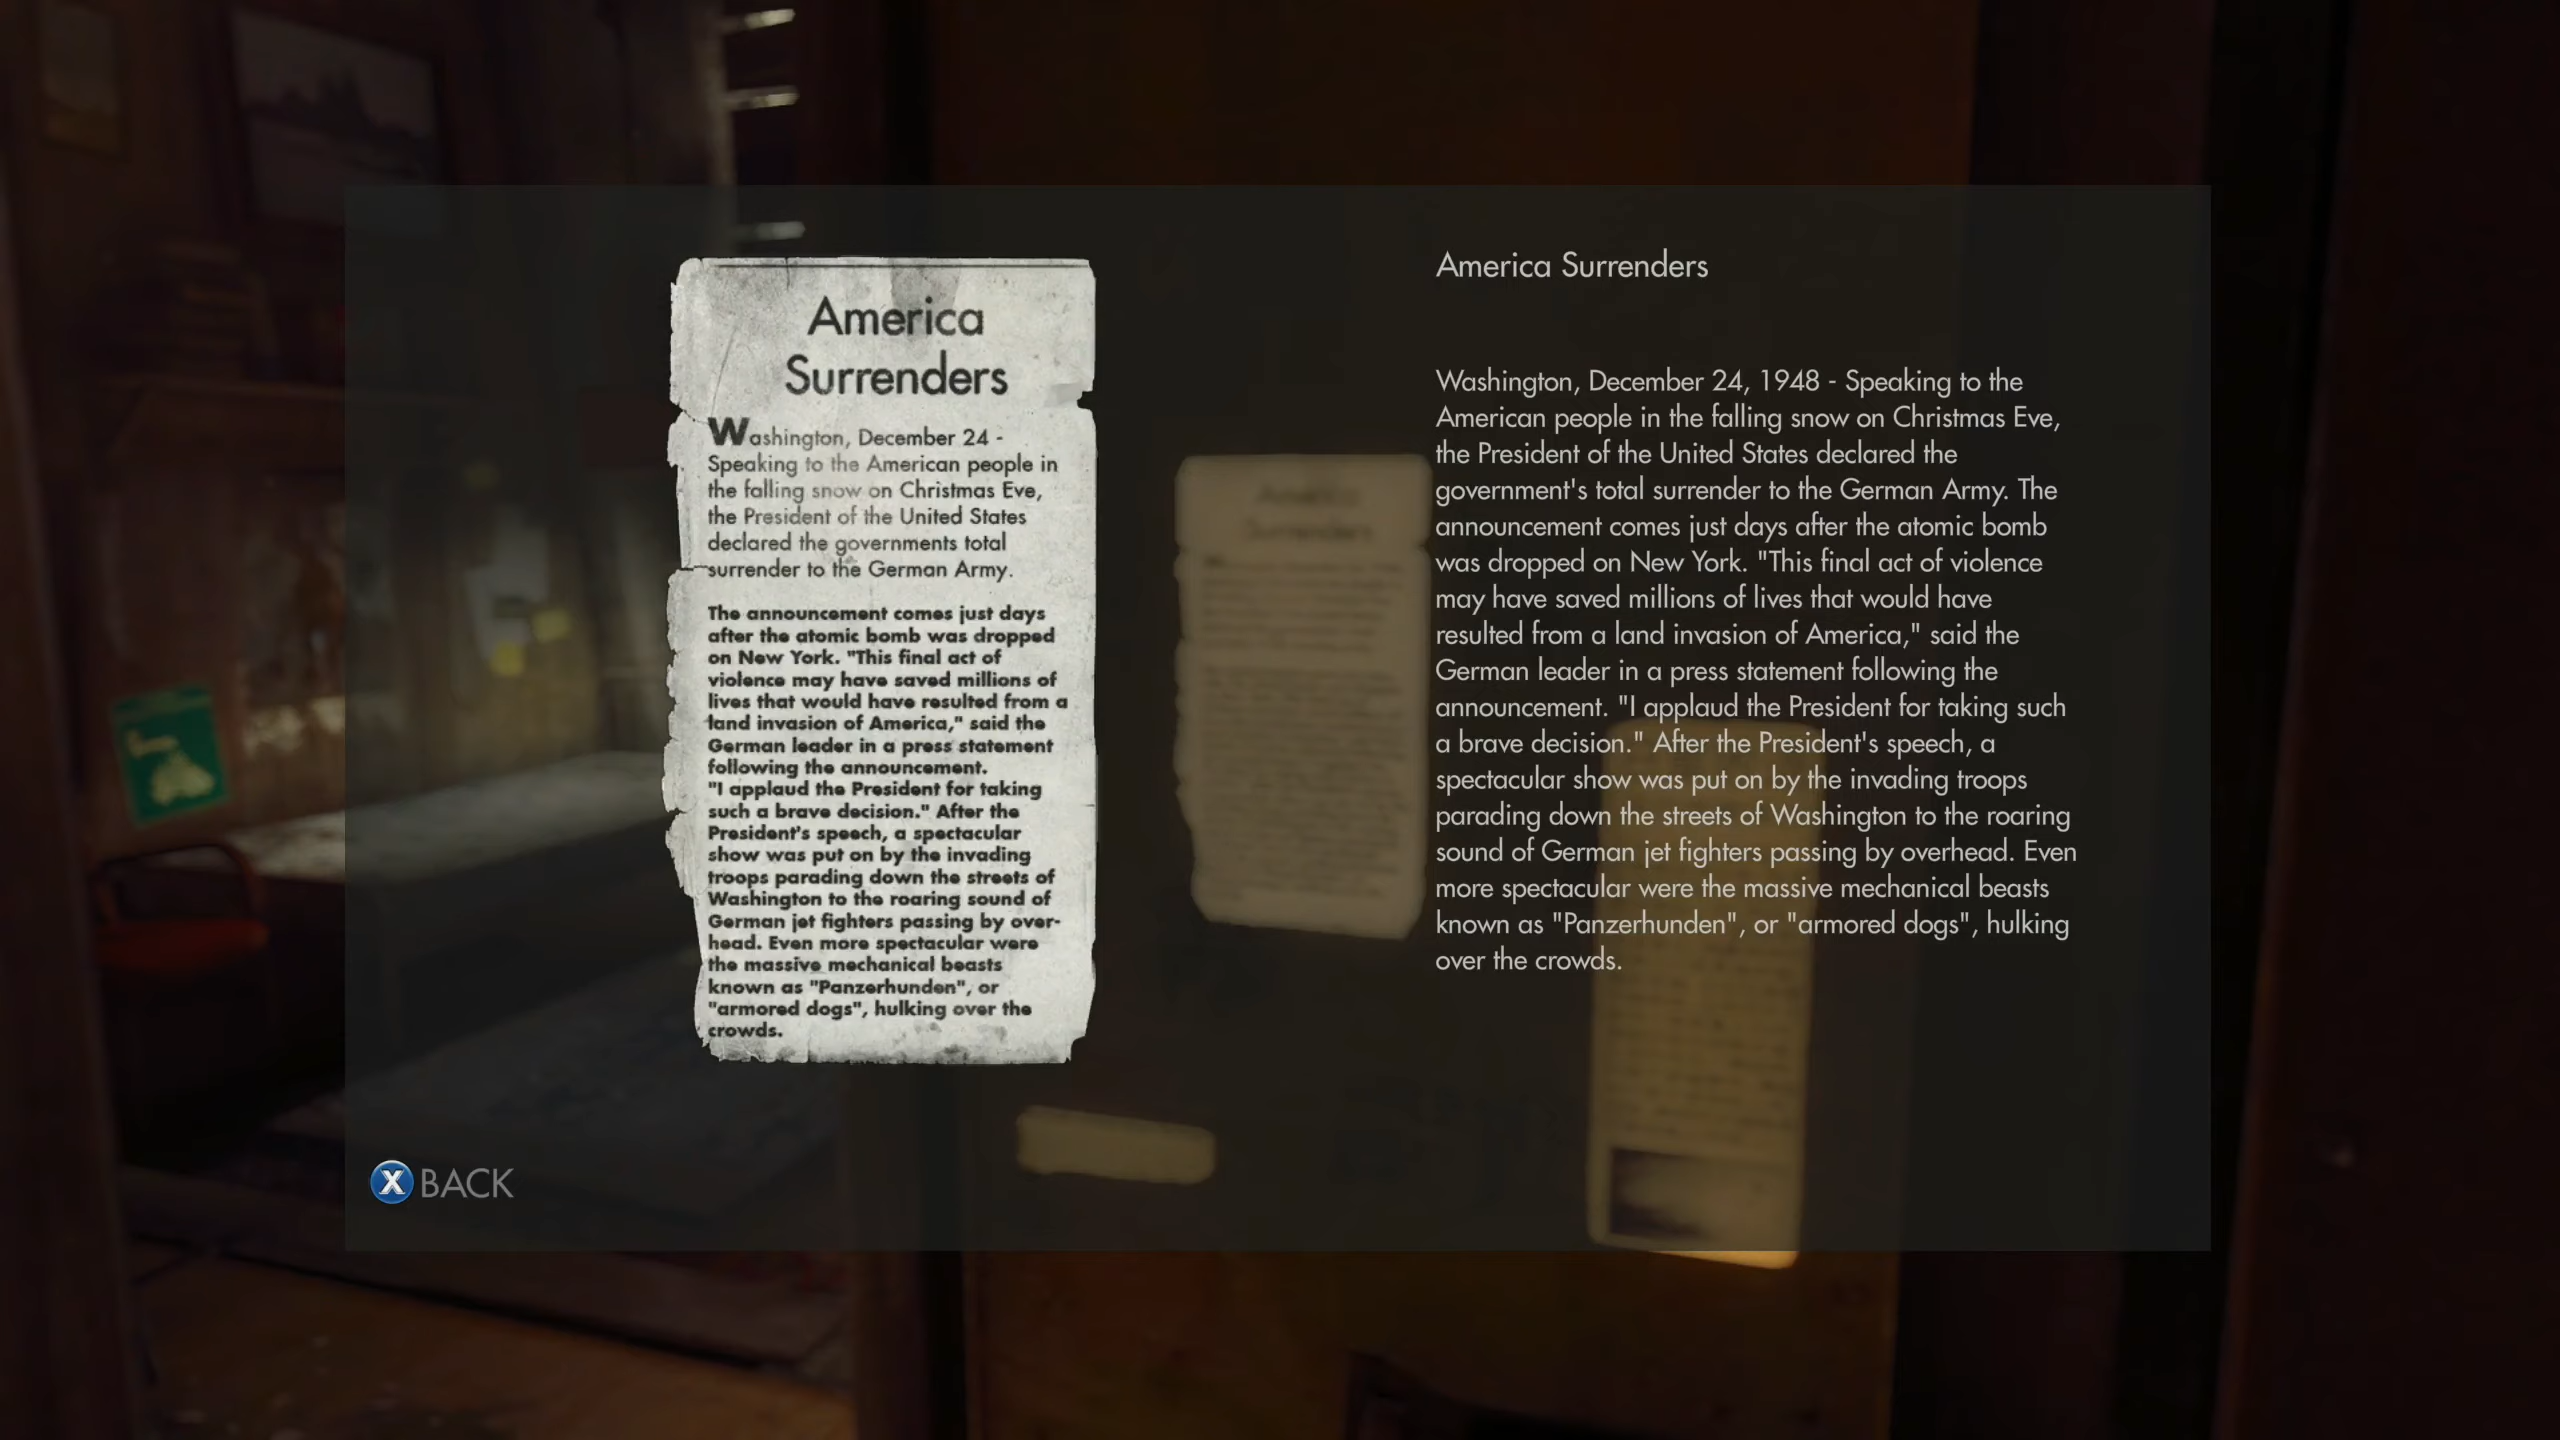 America
Surrenders
Washington, December 24 -
Speaking to the American people in
the falling snow on Christmas Eve,
the President of the United States
declared the governments total
surrender to the German Army.
The announcement comes just days
after the atomic bomb was dropped
on New York. "This final act of
violence may have saved millions of
lives that would have resulted from a
land invasion of America," said the
German leader in a press statement
following the announcement.
"I applaud the President for taking
such a brave decision." After the
President's speech, a spectacular
show was put on by the invading
troops parading down the streets of
Washington to the roaring sound of
German jet fighters passing by over-
head. Even more spectacular were
the massive mechanical beasts
known as "Panzerhunden", or
"armored dogs", hulking over the
crowds.
America Surrenders
Washington, December 24, 1948 - Speaking to the
American people in the falling snow on Christmas Eve,
the President of the United States declared the
government's total surrender to the German Army. The
announcement comes just days after the atomic bomb
was dropped on New York. "This final act of violence
may have saved millions of lives that would have
resulted from a land invasion of America," said the
German leader in a press statement following the
announcement. "I applaud the President for taking such
a brave decision." After the President's speech, a
spectacular show was put on by the invading troops
parading down the streets of Washington to the roaring
sound of German jet fighters passing by overhead. Even
more spectacular were the massive mechanical beasts
known as "Panzerhunden", or "armored dogs", hulking
over the crowds.
America
Surrenders
X BACK